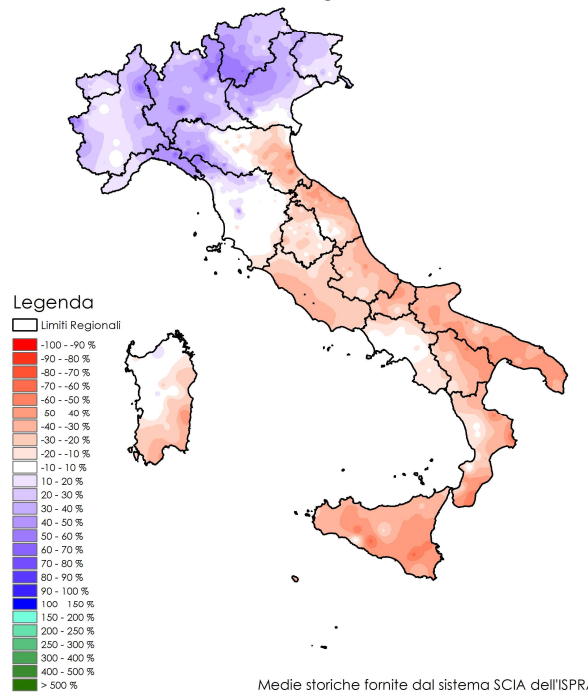 Legenda
Limiti Regionali
-100 - -90 %
-90 - -80 %
-80 - -70 %
-70 - -60 %
-60 - -50 %
50 40 %
-40 - -30 %
-30 - -20 %
-20 - -10 %
-10 - 10 %
10 - 20 %
20 - 30 %
30 - 40 %
40 - 50 %
50 - 60 %
60 - 70 %
70 - 80 %
80 - 90 %
90 - 100 %
100 150 %
150 - 200 %
200 - 250 %
250 - 300 %
300 - 400 %
400 - 500 %
> 500 %
Medie storiche fornite dal sistema SCIA dell'ISPRA